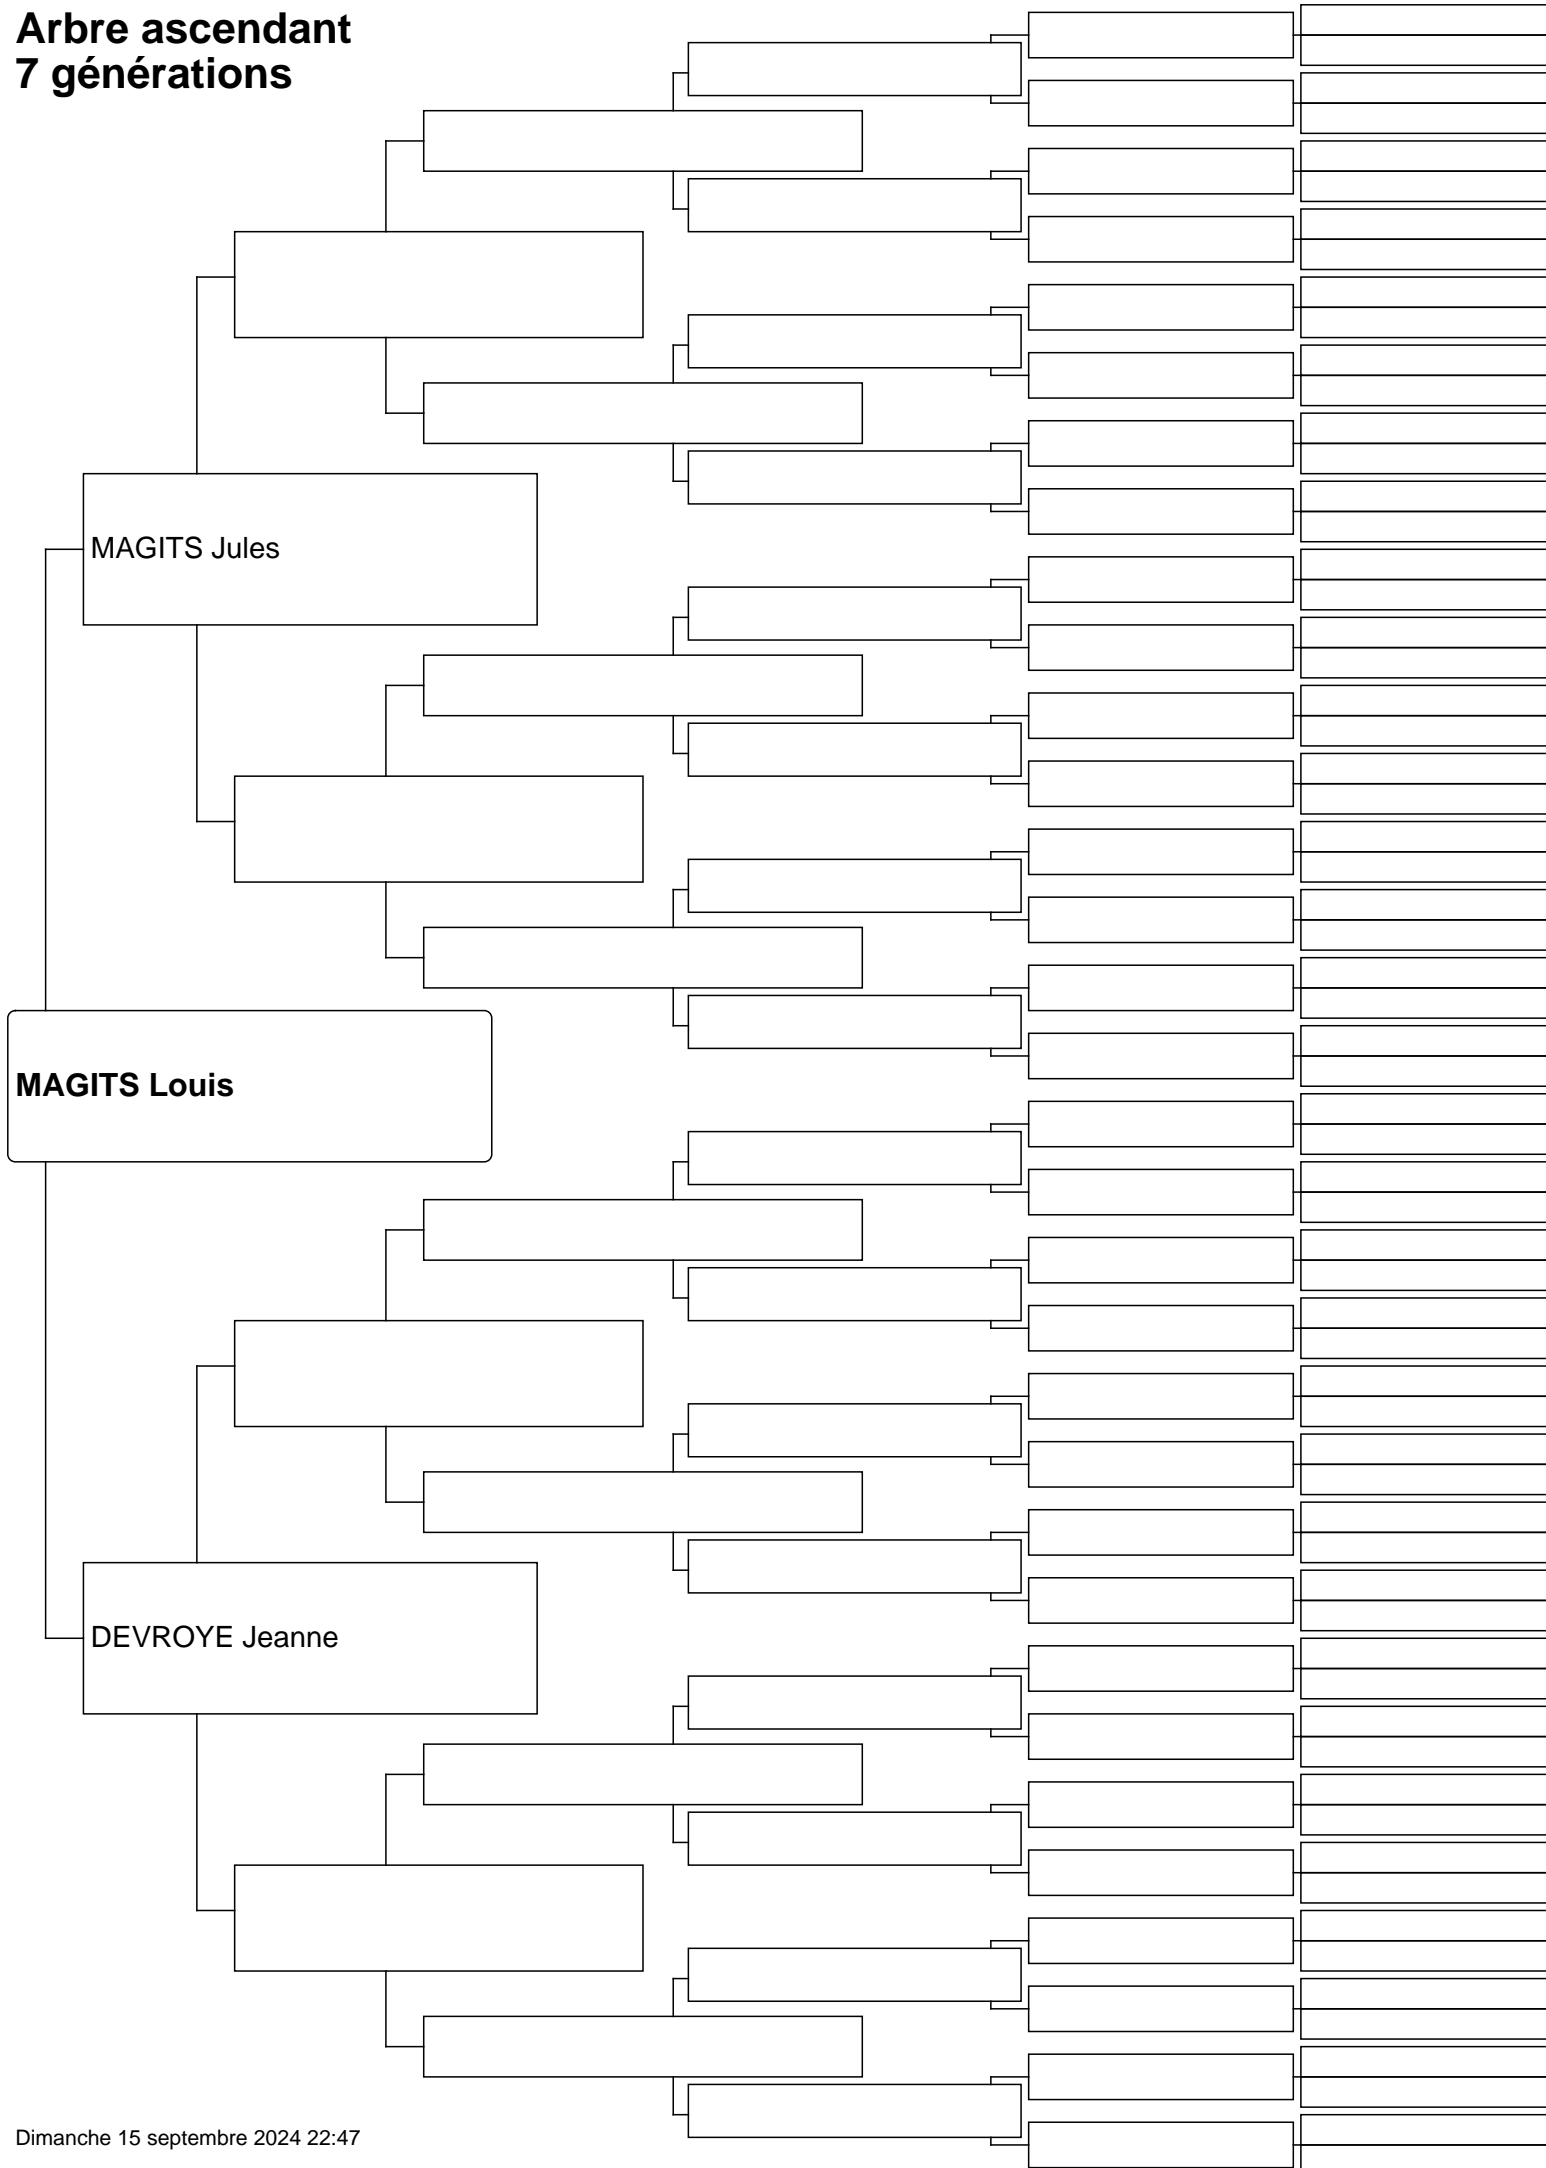 Arbre ascendant
7 générations
MAGITS Jules
MAGITS Louis
DEVROYE Jeanne
Dimanche 15 septembre 2024 22:47